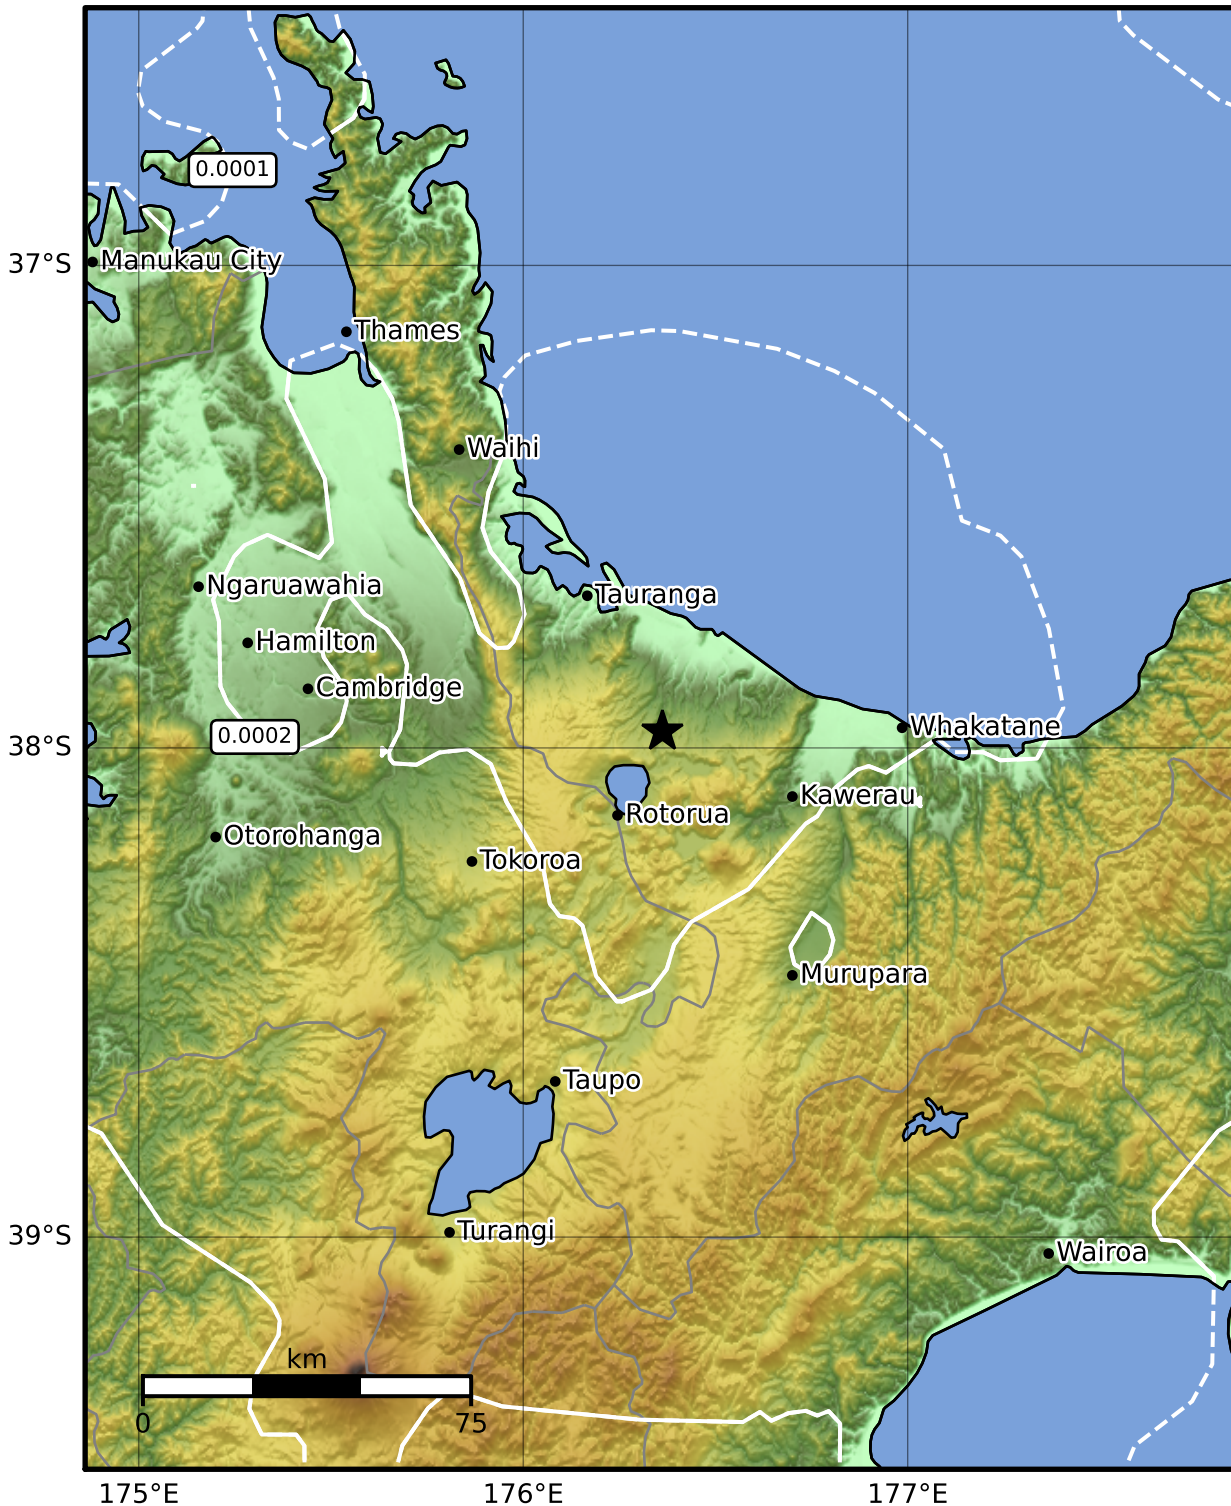 0.0001
Manukau City
37°S
Thames
Waihi
Ngaruawahia
Tauranga
Hamilton
Cambridge
0.0002
Whakatane
38°S
Kawerau
Rotorua
Otorohanga
Tokoroa
Murupara
Taupo
Turangi
39°S
Wairoa
km
0 75
175°E 176°E 177°E